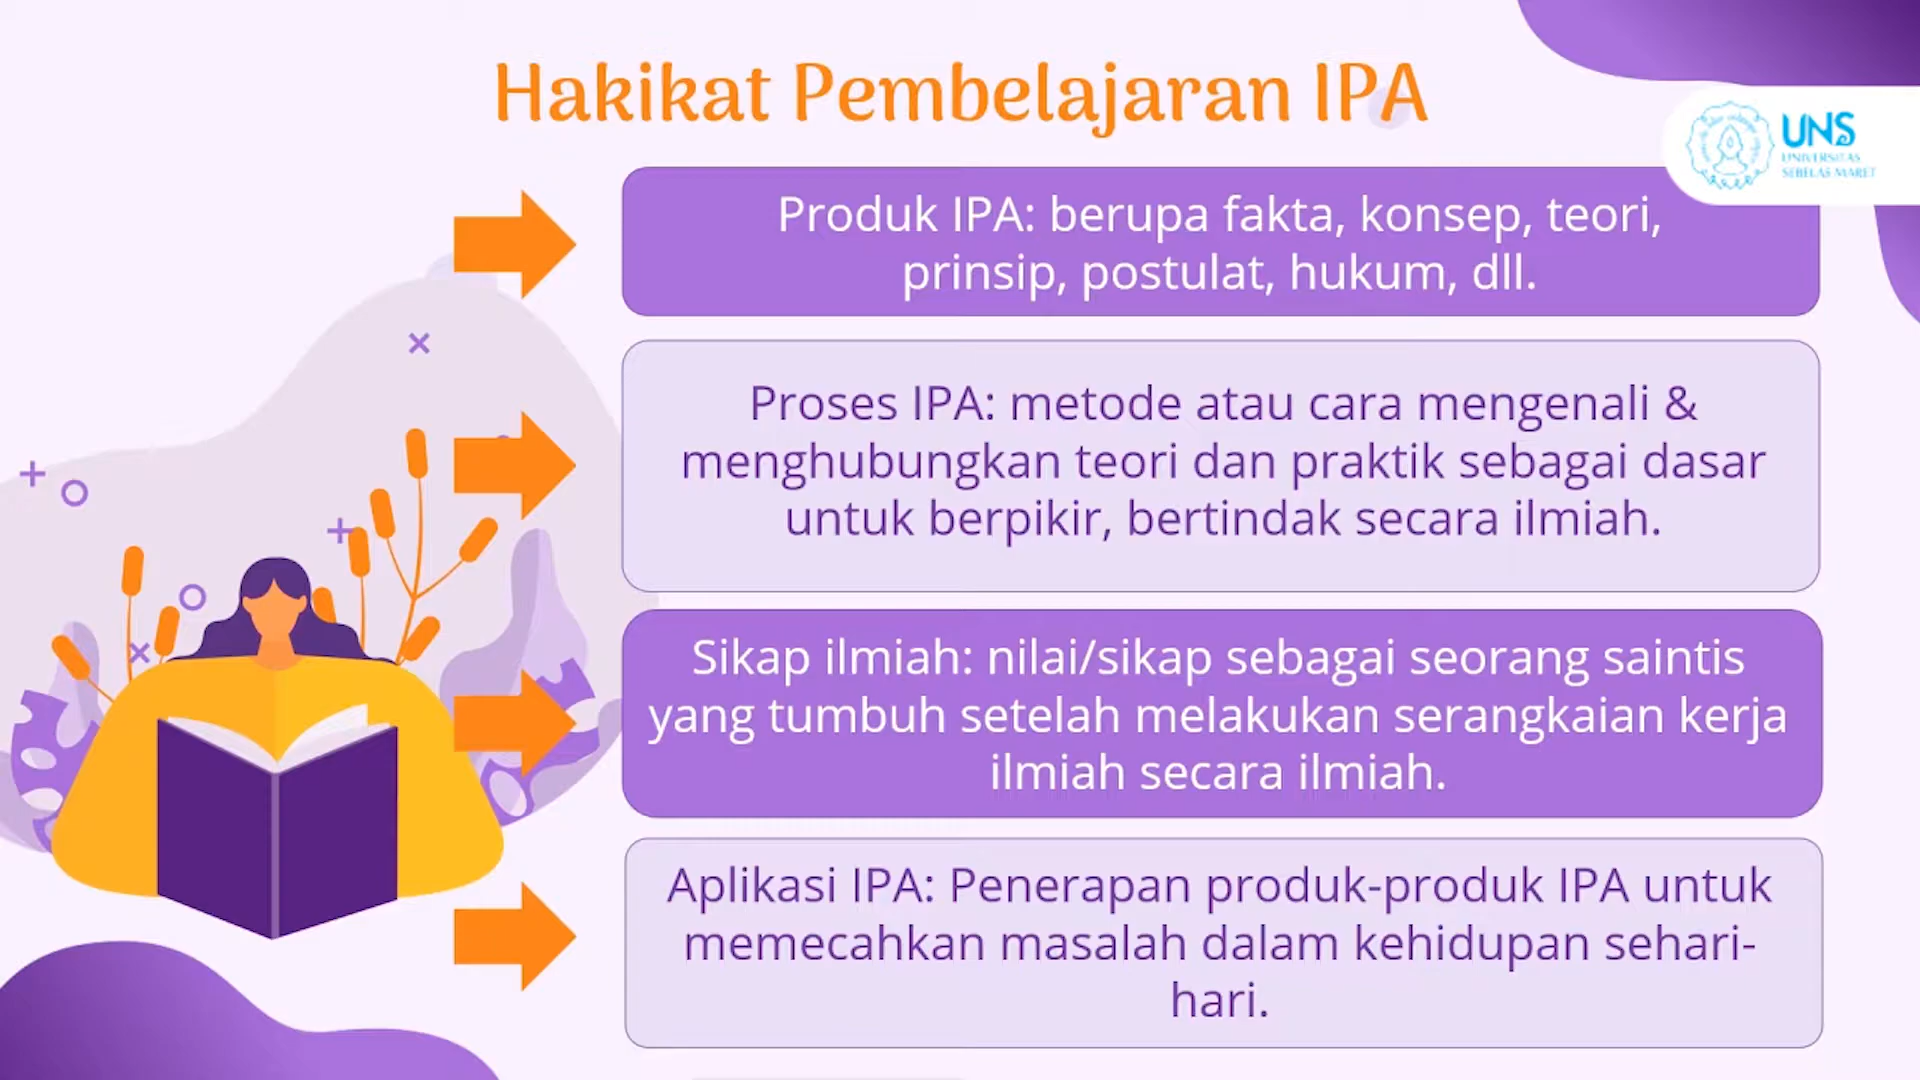 Hakikat Pembelajaran IPA
UNS
UNIVERSITAS
SEBELAS MARET
Produk IPA: berupa fakta, konsep, teori,
prinsip, postulat, hukum, dll.
Proses IPA: metode atau cara mengenali &
menghubungkan teori dan praktik sebagai dasar
untuk berpikir, bertindak secara ilmiah.
Sikap ilmiah: nilai/sikap sebagai seorang saintis
yang tumbuh setelah melakukan serangkaian kerja
ilmiah secara ilmiah.
Aplikasi IPA: Penerapan produk-produk IPA untuk
memecahkan masalah dalam kehidupan sehari-
hari.